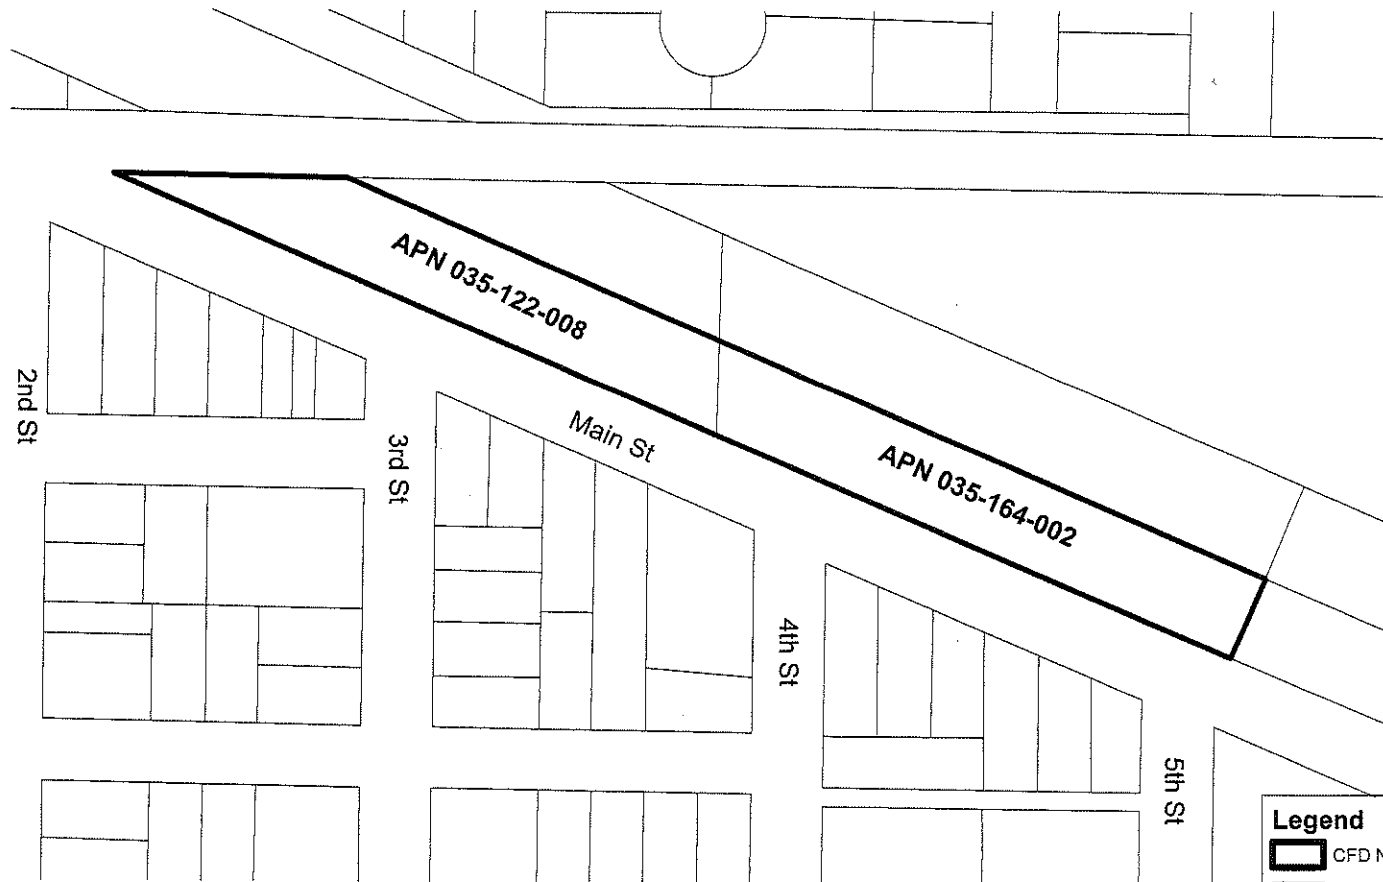 APN 035-122-008
2nd St
3rd St
Main St
APN 035-164-002
4th St
5th St
Legend
CFD